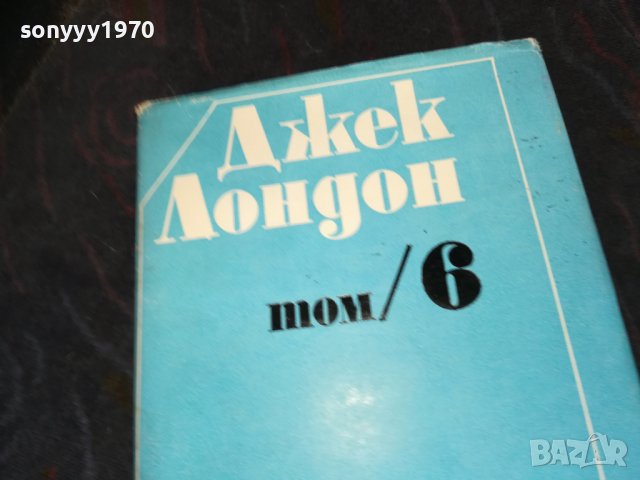 sonyyy1970
Джек
Лондон
том/6
BAZAR